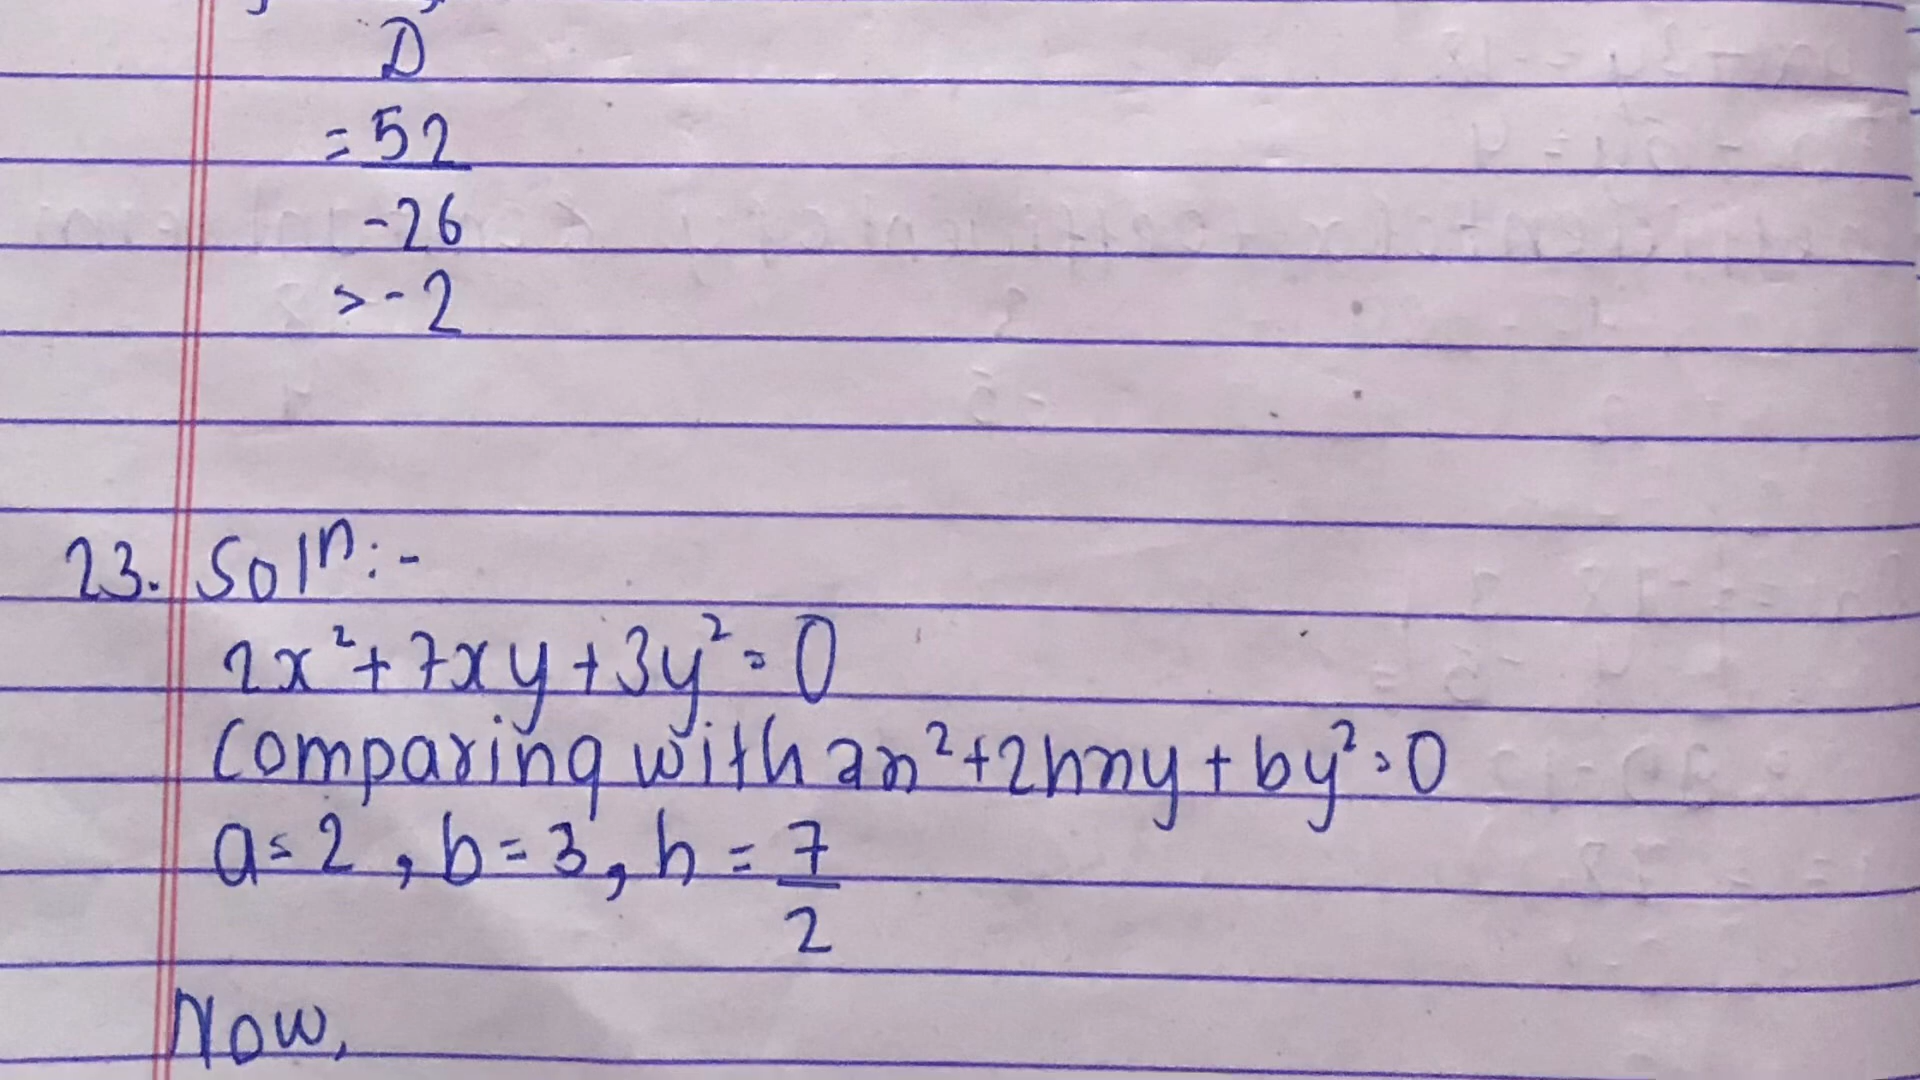 D
= 52
-26
= -2
23. Solⁿ:-
2x²+7xy+3y²=0
Comparing with ax²+2hxy+by²=0
a=2, b=3, h=7
2
Now,